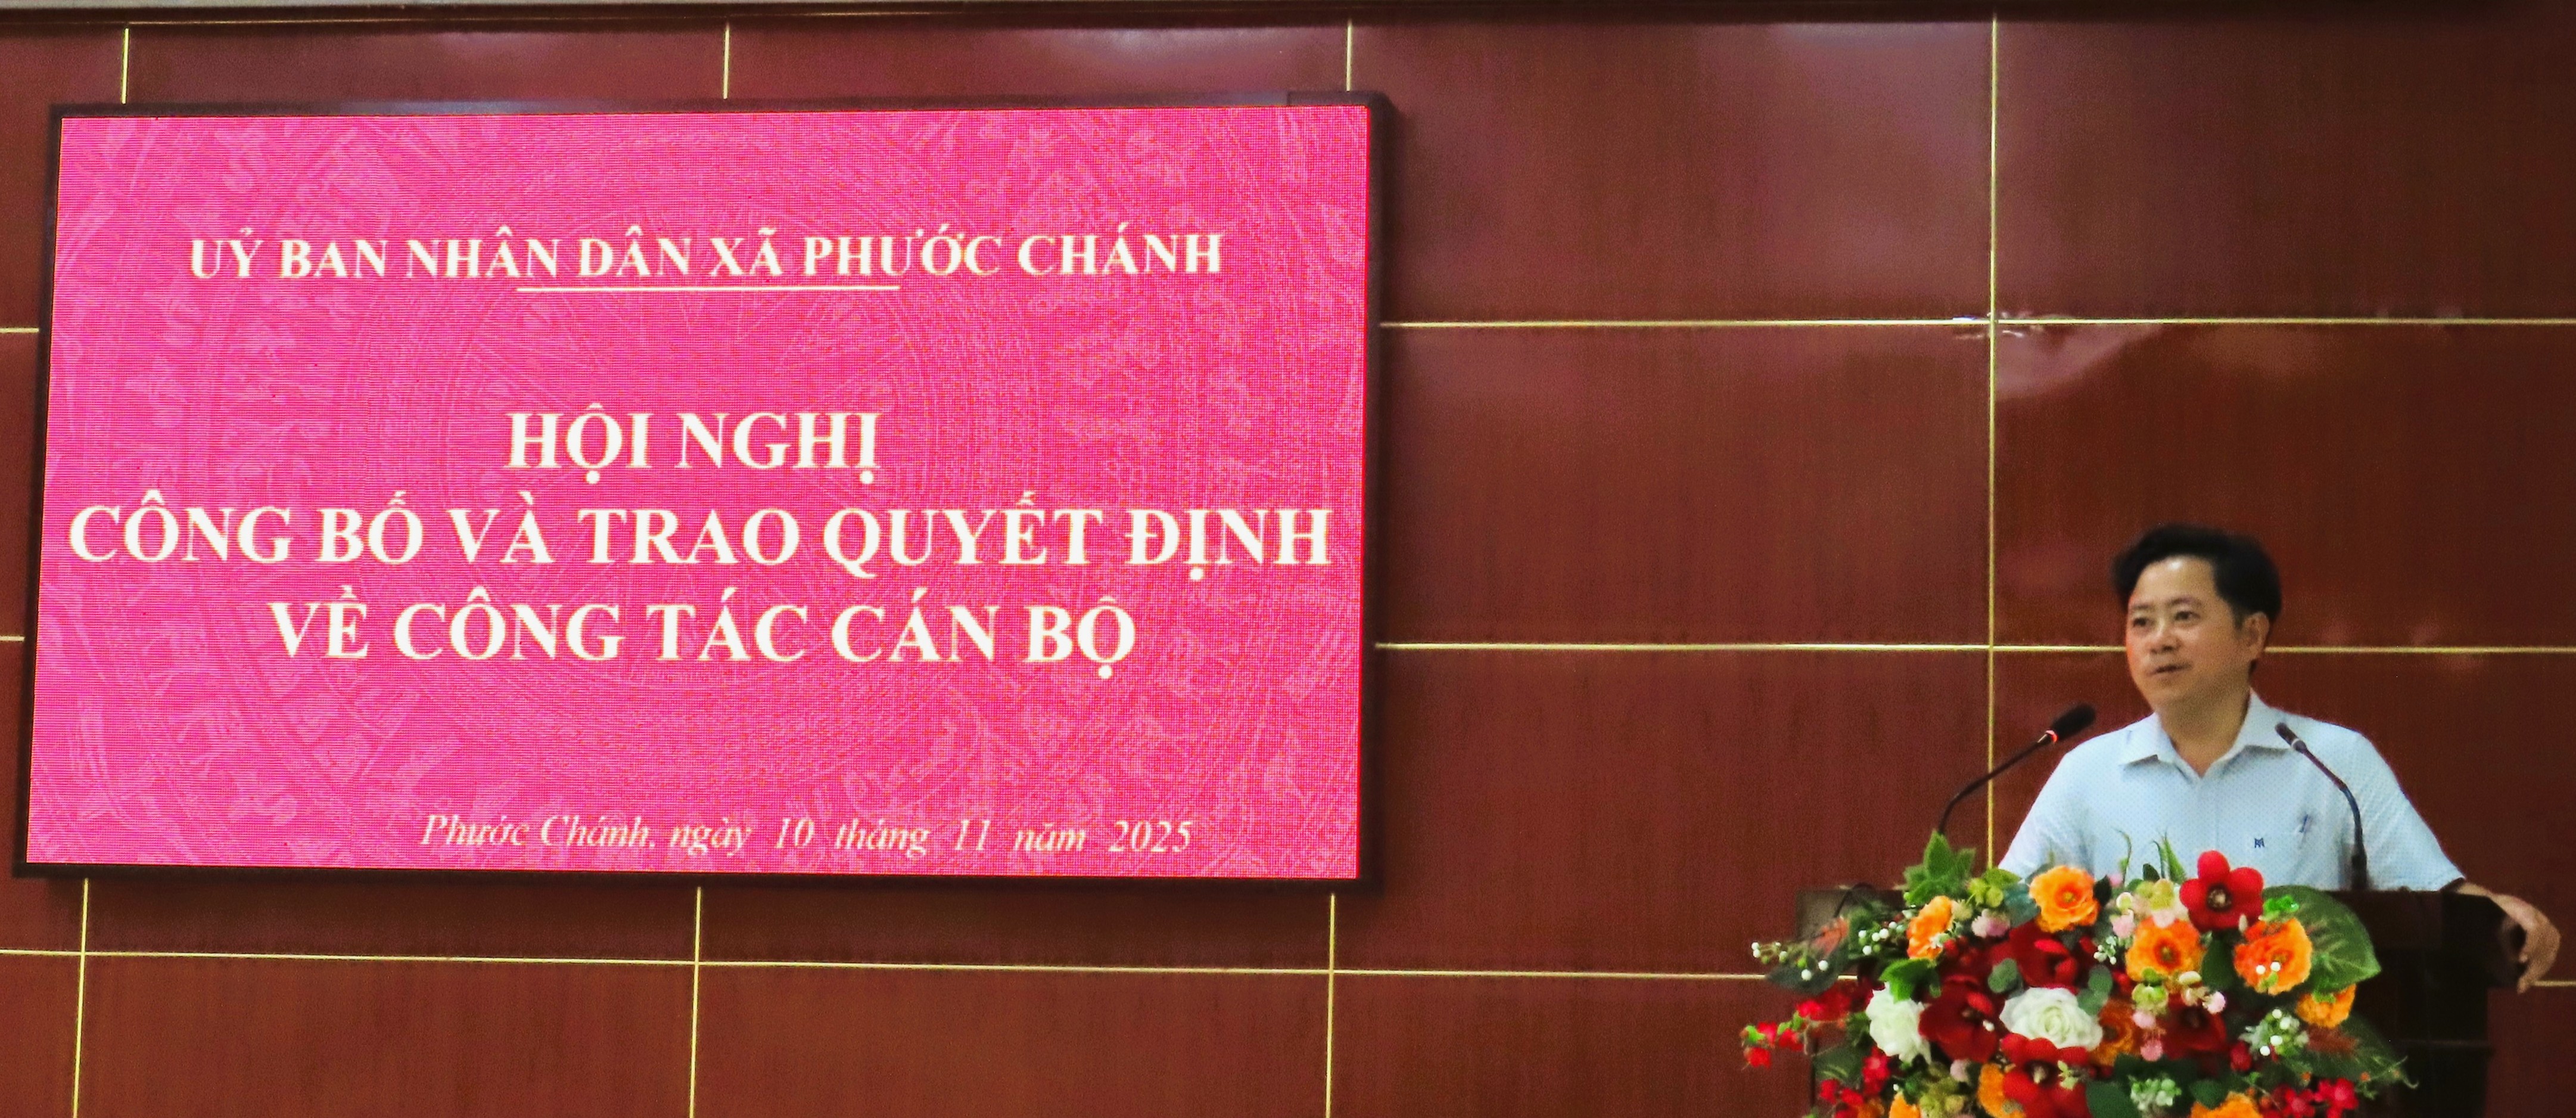 UỶ BAN NHÂN DÂN XÃ PHƯỚC CHÁNH
HỘI NGHỊ
CÔNG BỐ VÀ TRAO QUYẾT ĐỊNH
VỀ CÔNG TÁC CÁN BỘ
Phước Chánh, ngày 10 tháng 11 năm 2025